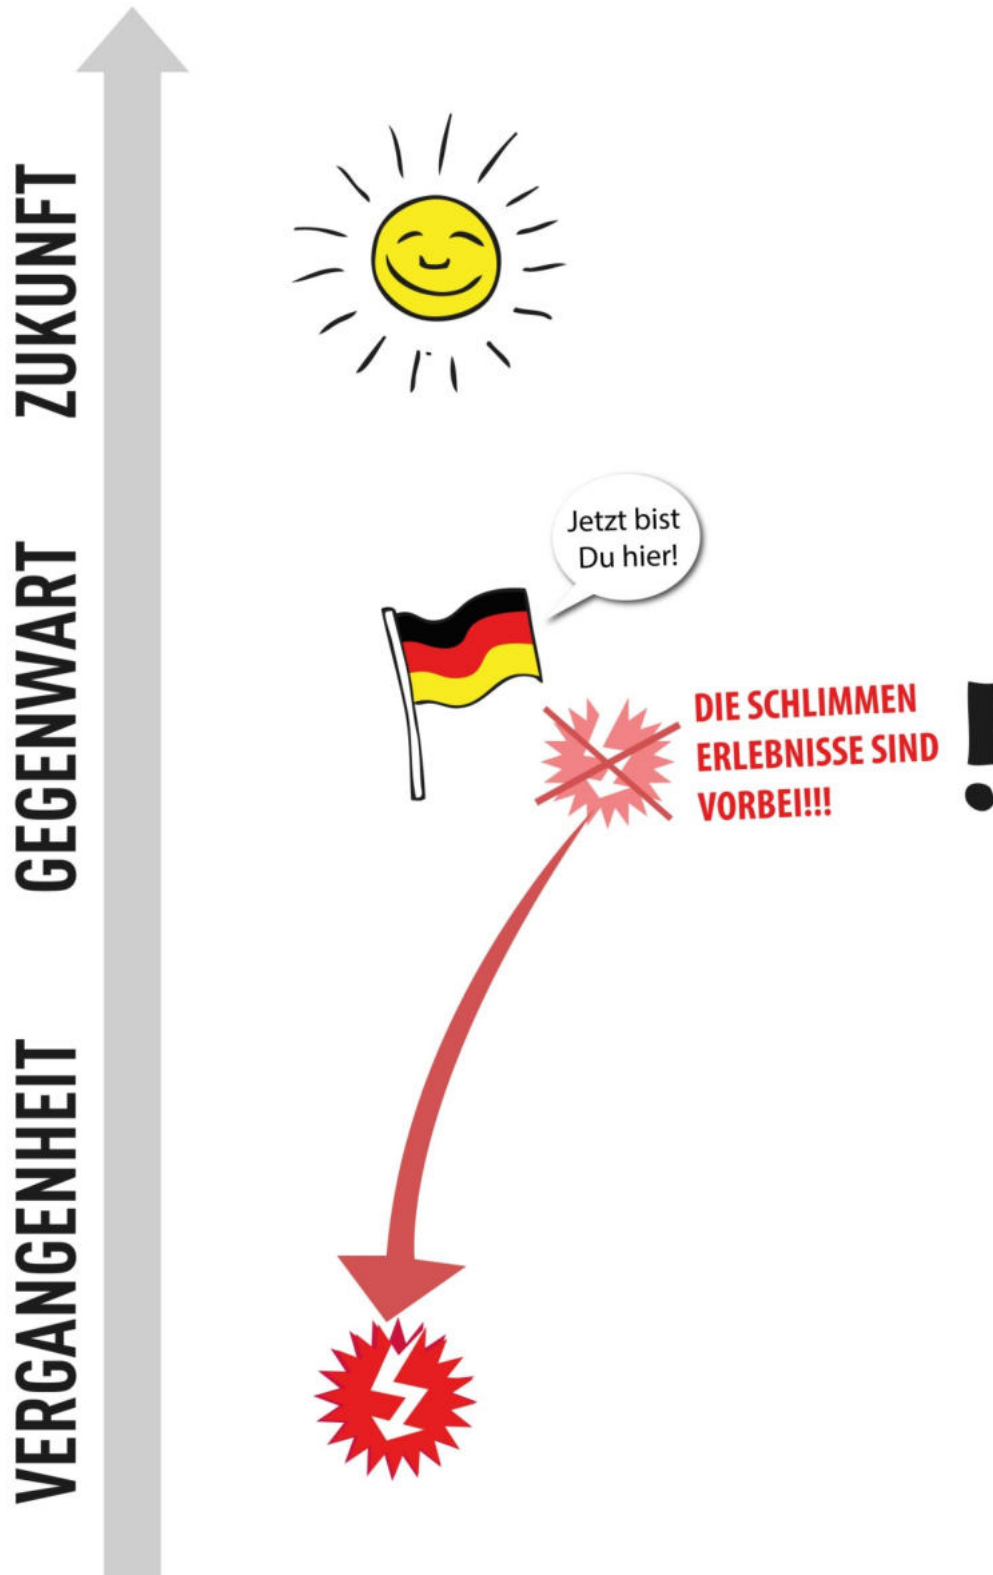 ZUKUNFT
Jetzt bist
Du hier!
GEGENWART
DIE SCHLIMMEN
ERLEBNISSE SIND
VORBEI!!!
!
VERGANGENHEIT